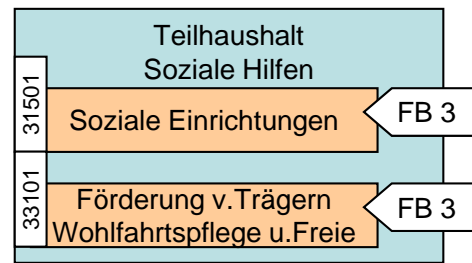 Teilhaushalt
Soziale Hilfen
31501
Soziale Einrichtungen
FB 3
33101
Förderung v.Trägern
Wohlfahrtspflege u.Freie
FB 3